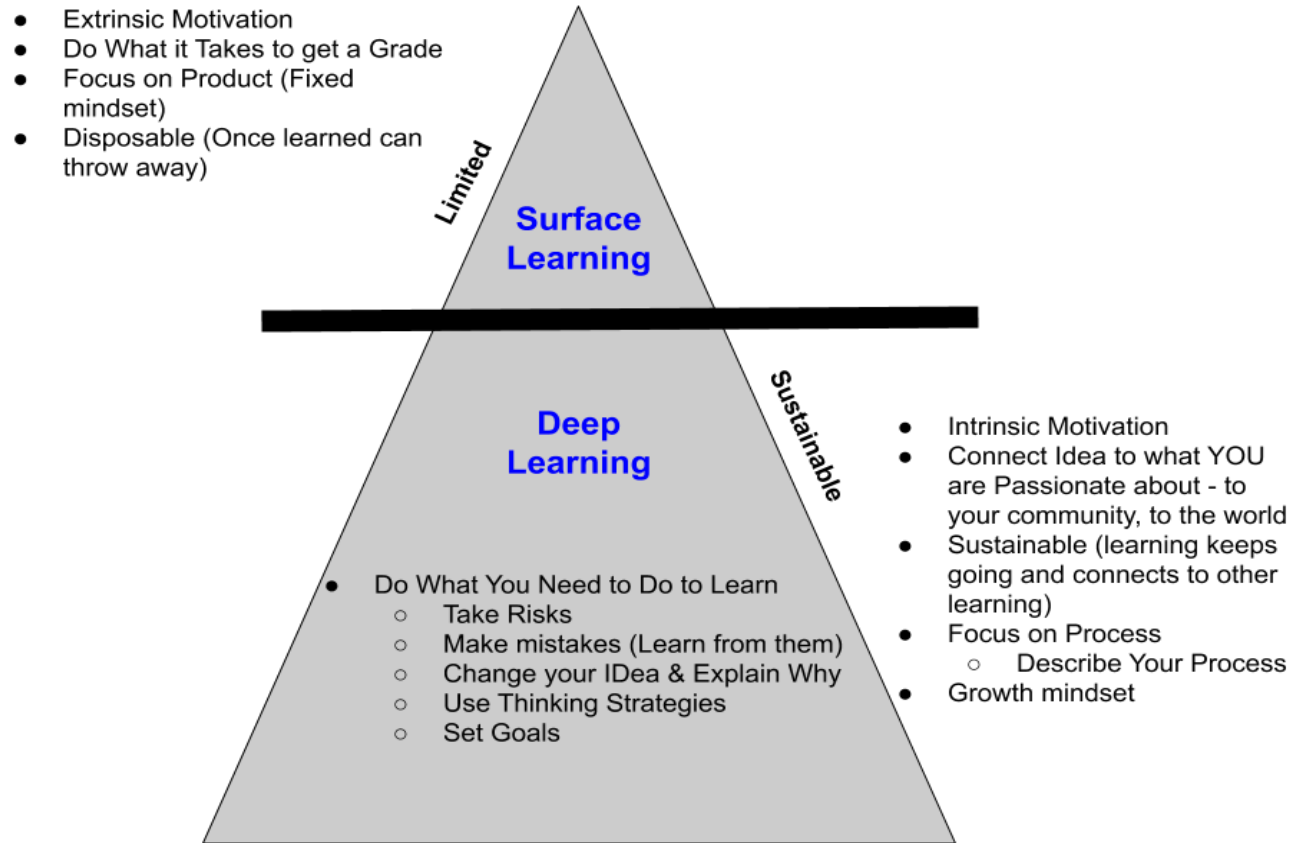 ● Extrinsic Motivation
● Do What it Takes to get a Grade
● Focus on Product (Fixed
mindset)
● Disposable (Once learned can
throw away)
Limited
Surface
Learning
Deep
Learning
Sustainable
● Do What You Need to Do to Learn
○ Take Risks
○ Make mistakes (Learn from them)
○ Change your IDea & Explain Why
○ Use Thinking Strategies
○ Set Goals
● Intrinsic Motivation
● Connect Idea to what YOU
are Passionate about - to
your community, to the world
● Sustainable (learning keeps
going and connects to other
learning)
● Focus on Process
○ Describe Your Process
● Growth mindset